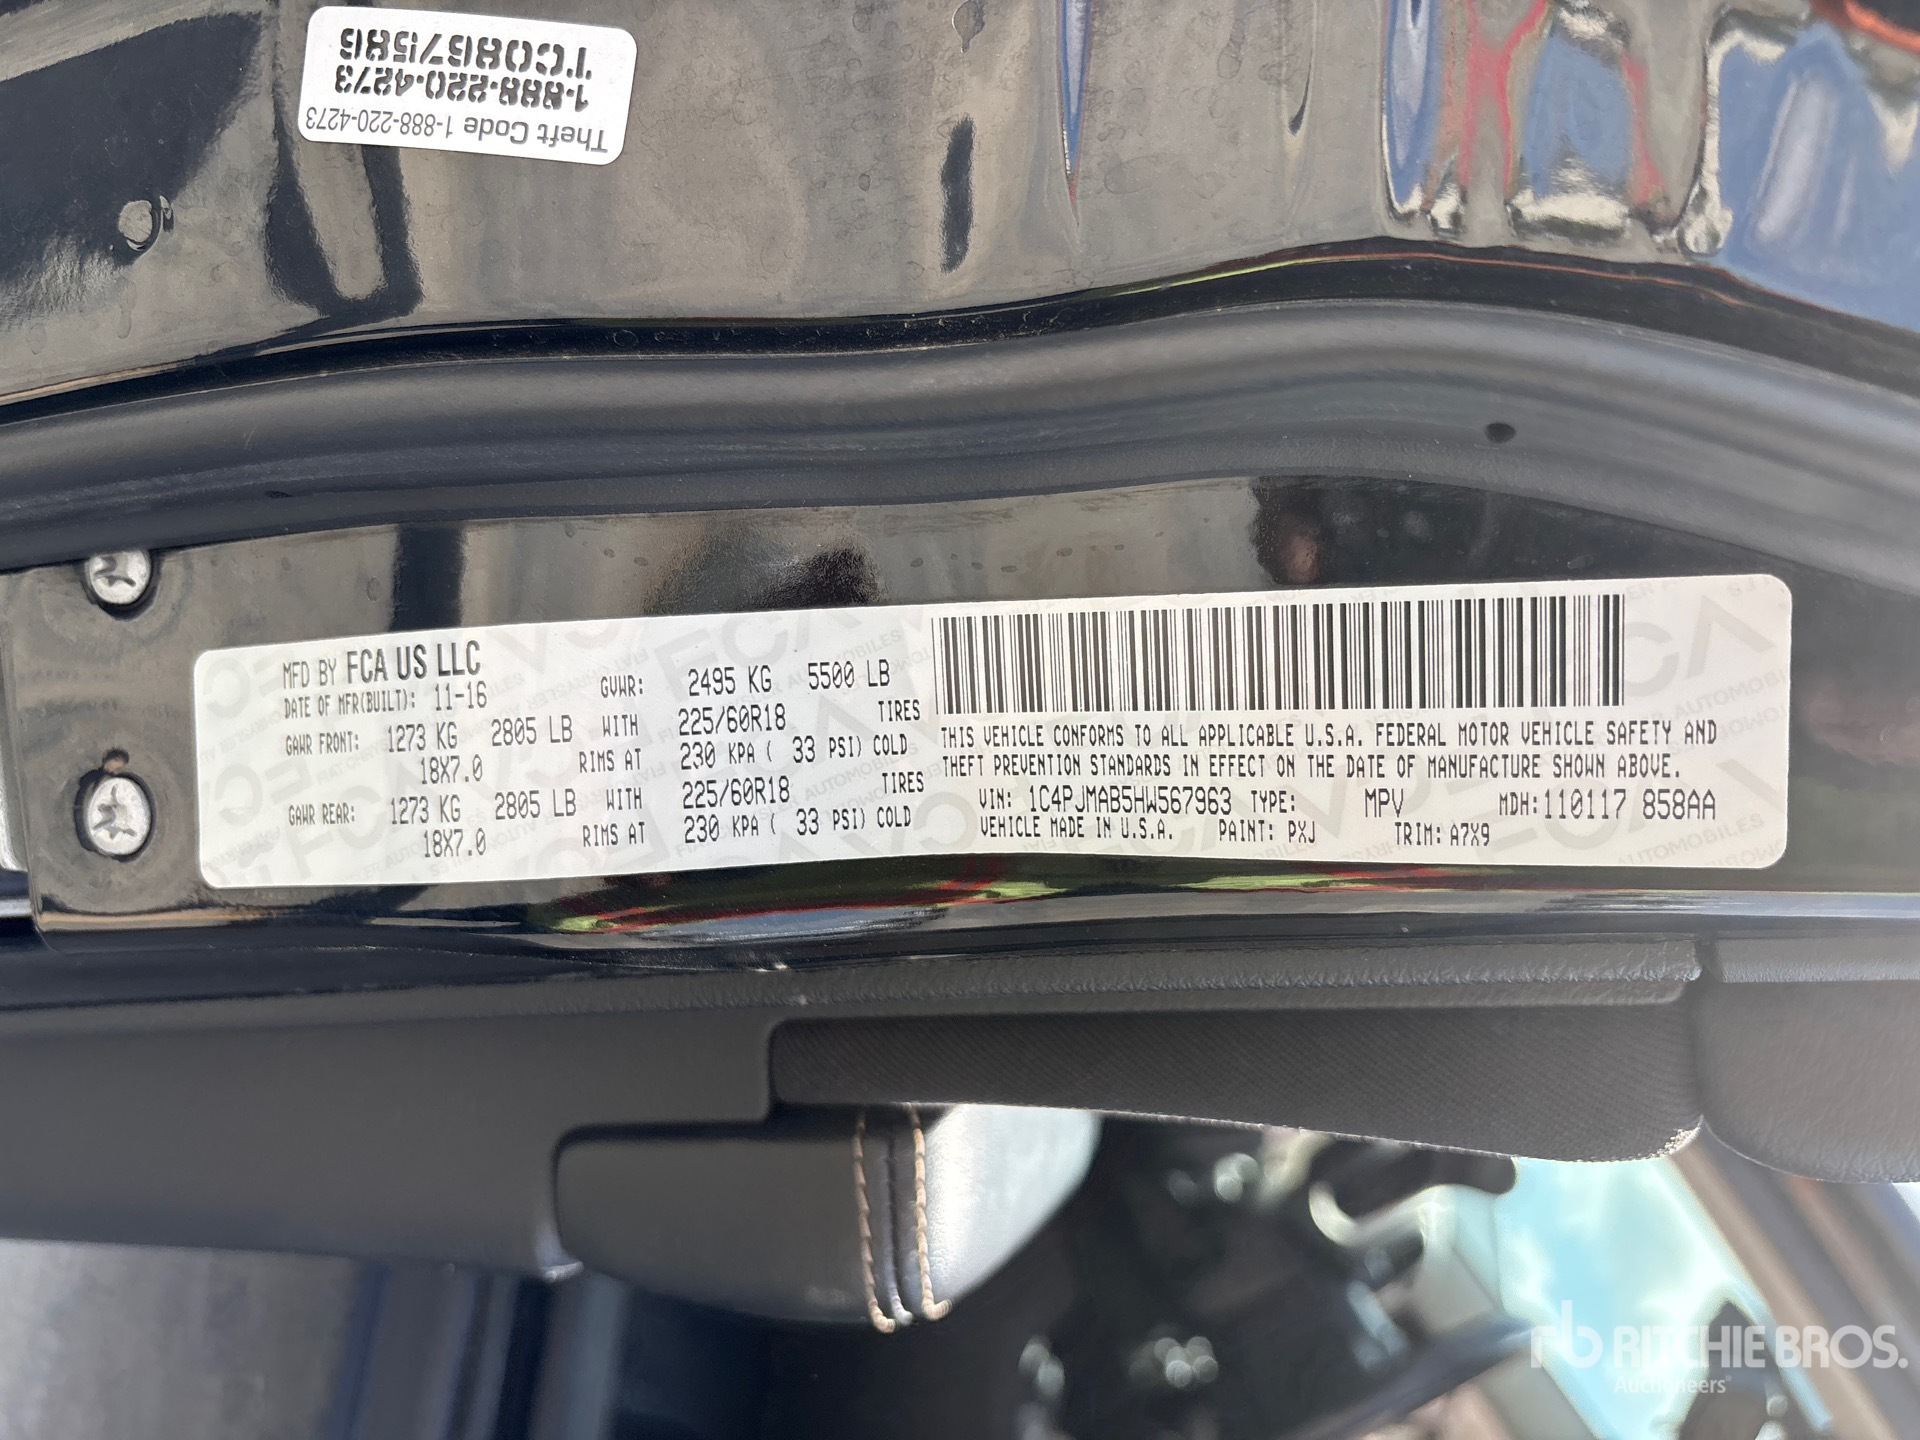 Theft Code 1-888-220-4273
1-888-220-4273
TC0867586
MFD BY FCA US LLC
DATE OF MFR(BUILT): 11-16 GVWR: 2495 KG 5500 LB
GAWR FRONT: 1273 KG 2805 LB WITH 225/60R18 TIRES
18X7.0 RIMS AT 230 KPA ( 33 PSI) COLD
GAWR REAR: 1273 KG 2805 LB WITH 225/60R18 TIRES
18X7.0 RIMS AT 230 KPA ( 33 PSI) COLD
THIS VEHICLE CONFORMS TO ALL APPLICABLE U.S.A. FEDERAL MOTOR VEHICLE SAFETY AND
THEFT PREVENTION STANDARDS IN EFFECT ON THE DATE OF MANUFACTURE SHOWN ABOVE.
VIN: 1C4PJMAB5HW567963 TYPE: MPV MDH: 110117 858AA
VEHICLE MADE IN U.S.A. PAINT: PXJ TRIM: A7X9
rb RITCHIE BROS.
Auctioneers